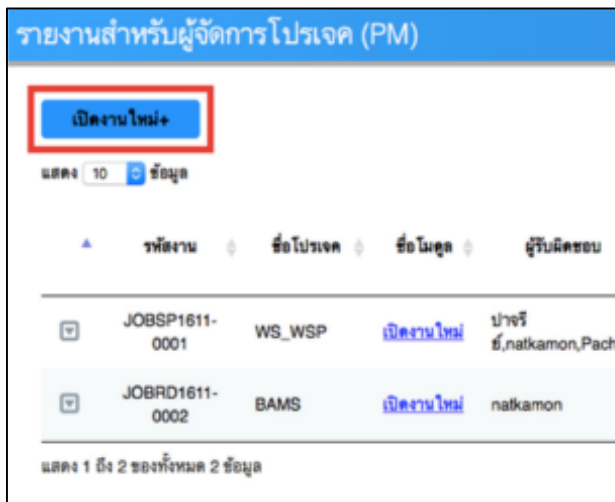 รายงานสำหรับผู้จัดการโปรเจค (PM)
เปิดงานใหม่+
แสดง 10 ข้อมูล
รหัสงาน ชื่อโปรเจค ชื่อโมดูล ผู้รับผิดชอบ
JOBSP1611-0001 WS_WSP เปิดงานใหม่ ปาจรีย์,natkamon,Pach
JOBRD1611-0002 BAMS เปิดงานใหม่ natkamon
แสดง 1 ถึง 2 ของทั้งหมด 2 ข้อมูล